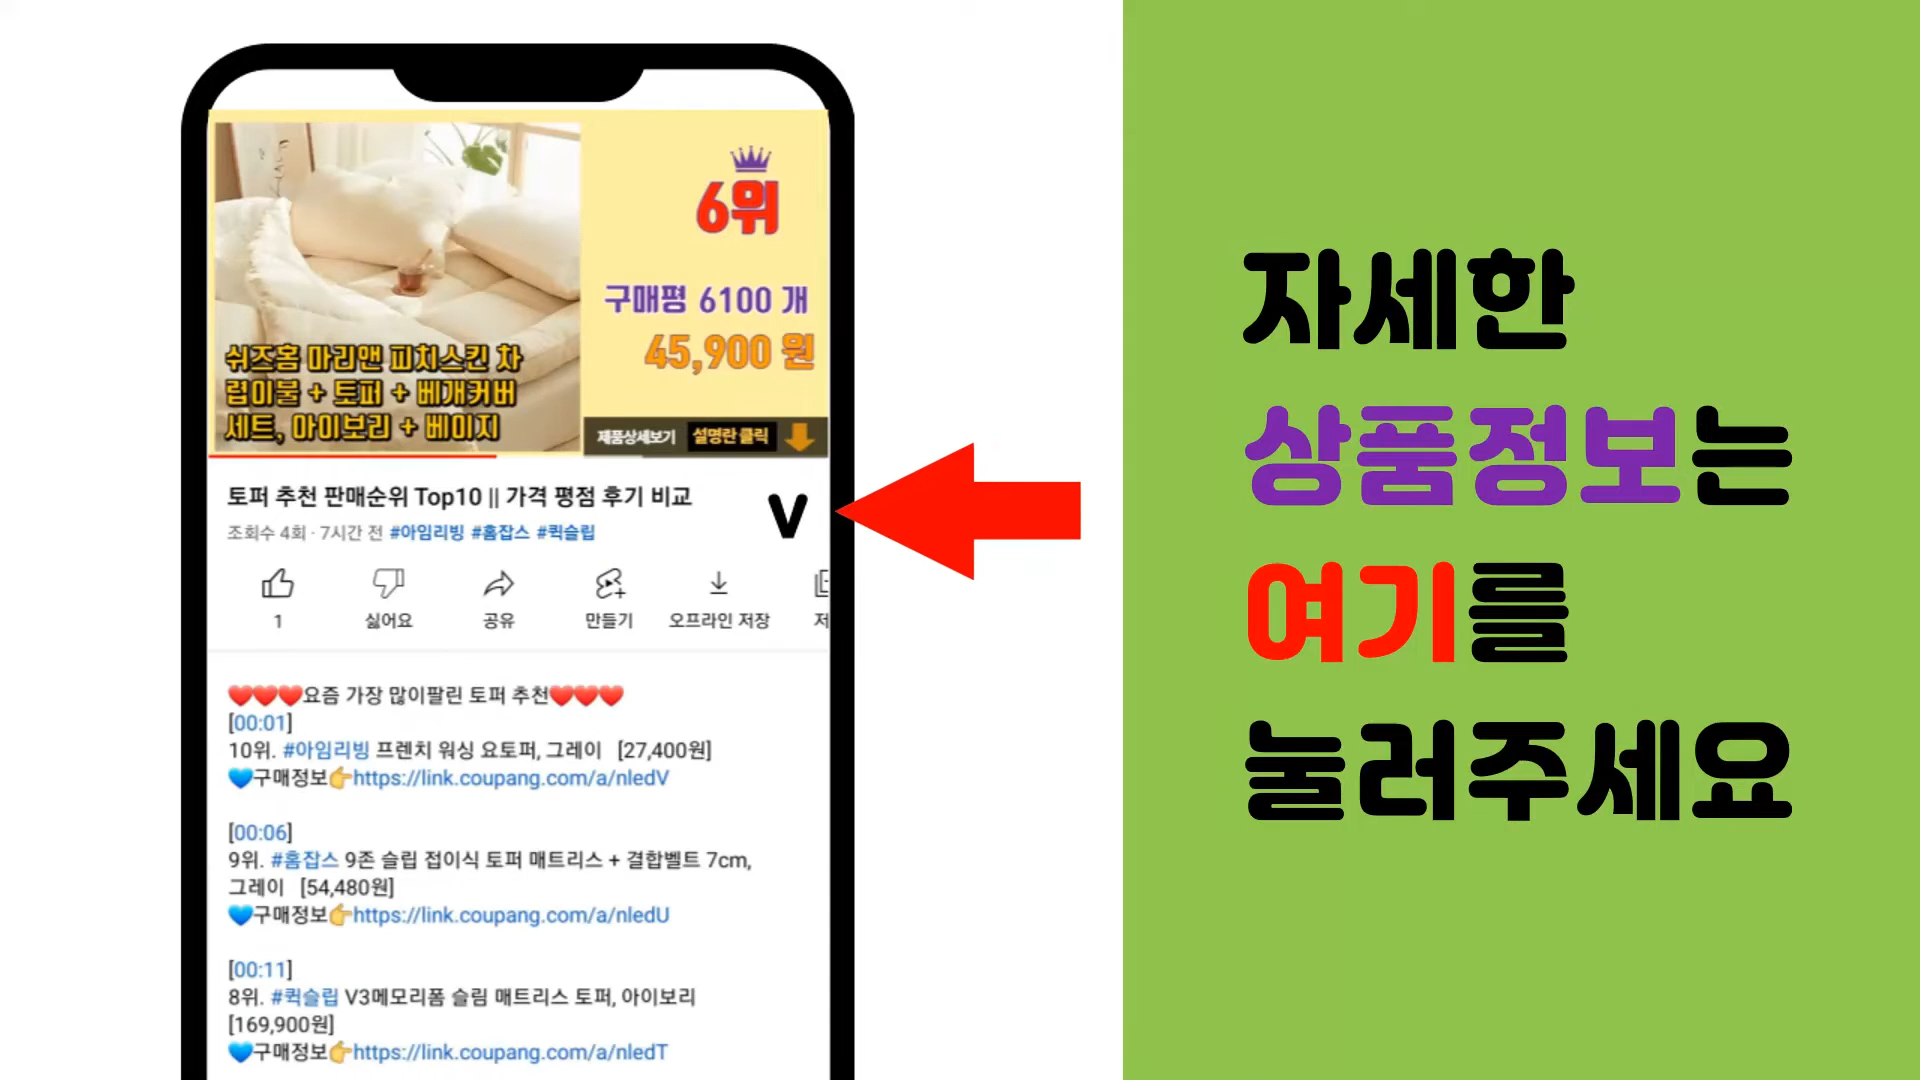 6위
구매평 6100 개
45,900 원
쉬즈홈 마리앤 피치스킨 차
렵이불 + 토퍼 + 베개커버
세트, 아이보리 + 베이지
제품상세보기 설명란 클릭
토퍼 추천 판매순위 Top10 || 가격 평점 후기 비교
V
조회수 4회 · 7시간 전 #아임리빙 #홈잡스 #퀵슬립
1 싫어요 공유 만들기 오프라인 저장 저
❤️❤️❤️요즘 가장 많이팔린 토퍼 추천❤️❤️❤️
[00:01]
10위. #아임리빙 프렌치 워싱 요토퍼, 그레이 [27,400원]
💙구매정보👉https://link.coupang.com/a/nledV
[00:06]
9위. #홈잡스 9존 슬립 접이식 토퍼 매트리스 + 결합벨트 7cm,
그레이 [54,480원]
💙구매정보👉https://link.coupang.com/a/nledU
[00:11]
8위. #퀵슬립 V3메모리폼 슬림 매트리스 토퍼, 아이보리
[169,900원]
💙구매정보👉https://link.coupang.com/a/nledT
자세한
상품정보는
여기를
눌러주세요